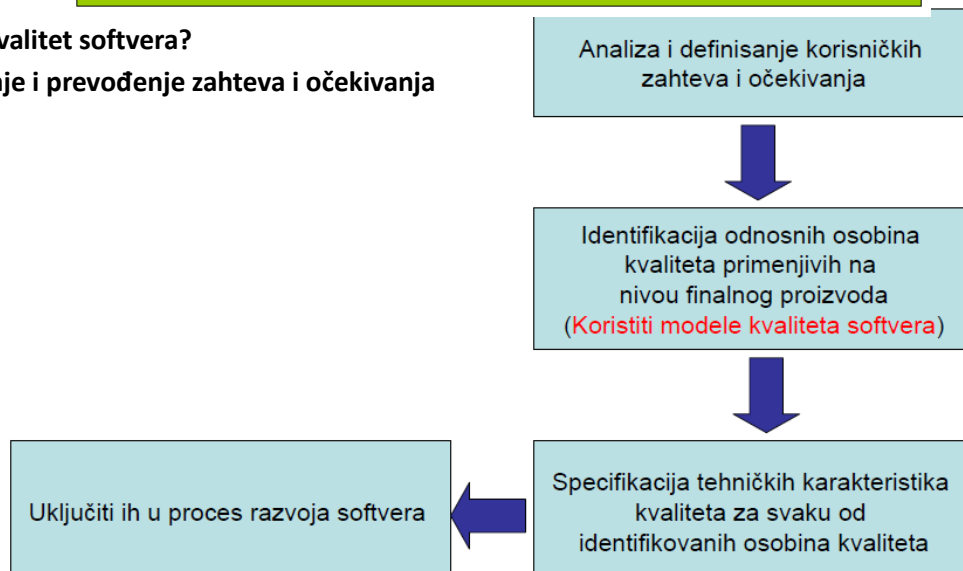 valitet softvera?
je i prevođenje zahteva i očekivanja
Analiza i definisanje korisničkih
zahteva i očekivanja
Identifikacija odnosnih osobina
kvaliteta primenjivih na
nivou finalnog proizvoda
(Koristiti modele kvaliteta softvera)
Specifikacija tehničkih karakteristika
kvaliteta za svaku od
identifikovanih osobina kvaliteta
Uključiti ih u proces razvoja softvera